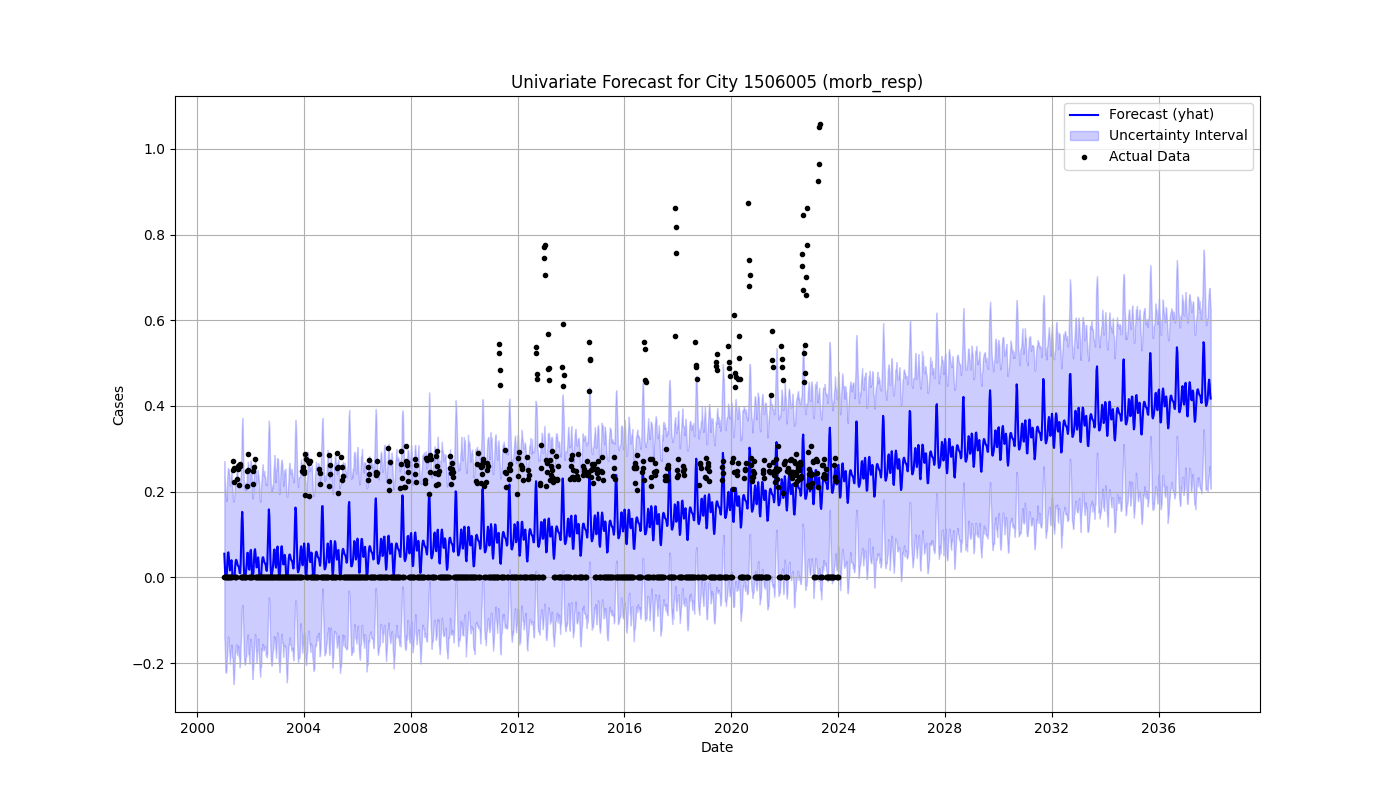 Univariate Forecast for City 1506005 (morb_resp)
Forecast (yhat)
Uncertainty Interval
Actual Data
Cases
1.0
0.8
0.6
0.4
0.2
0.0
−0.2
2000 2004 2008 2012 2016 2020 2024 2028 2032 2036
Date